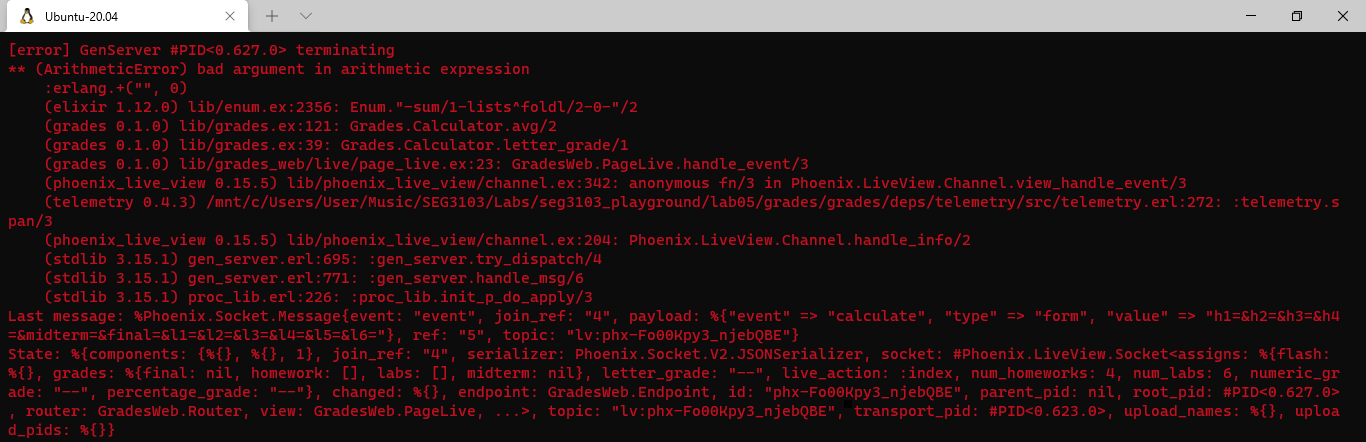 Ubuntu-20.04
[error] GenServer #PID<0.627.0> terminating
** (ArithmeticError) bad argument in arithmetic expression
    :erlang.+("", 0)
    (elixir 1.12.0) lib/enum.ex:2356: Enum."-sum/1-lists^foldl/2-0-"/2
    (grades 0.1.0) lib/grades.ex:121: Grades.Calculator.avg/2
    (grades 0.1.0) lib/grades.ex:39: Grades.Calculator.letter_grade/1
    (grades 0.1.0) lib/grades_web/live/page_live.ex:23: GradesWeb.PageLive.handle_event/3
    (phoenix_live_view 0.15.5) lib/phoenix_live_view/channel.ex:342: anonymous fn/3 in Phoenix.LiveView.Channel.view_handle_event/3
    (telemetry 0.4.3) /mnt/c/Users/User/Music/SEG3103/Labs/seg3103_playground/lab05/grades/grades/deps/telemetry/src/telemetry.erl:272: :telemetry.s
pan/3
    (phoenix_live_view 0.15.5) lib/phoenix_live_view/channel.ex:204: Phoenix.LiveView.Channel.handle_info/2
    (stdlib 3.15.1) gen_server.erl:695: :gen_server.try_dispatch/4
    (stdlib 3.15.1) gen_server.erl:771: :gen_server.handle_msg/6
    (stdlib 3.15.1) proc_lib.erl:226: :proc_lib.init_p_do_apply/3
Last message: %Phoenix.Socket.Message{event: "event", join_ref: "4", payload: %{"event" => "calculate", "type" => "form", "value" => "h1=&h2=&h3=&h4
=&midterm=&final=&l1=&l2=&l3=&l4=&l5=&l6="}, ref: "5", topic: "lv:phx-Fo00Kpy3_njebQBE"}
State: %{components: {%{}, %{}, 1}, join_ref: "4", serializer: Phoenix.Socket.V2.JSONSerializer, socket: #Phoenix.LiveView.Socket<assigns: %{flash:
%{}, grades: %{final: nil, homework: [], labs: [], midterm: nil}, letter_grade: "--", live_action: :index, num_homeworks: 4, num_labs: 6, numeric_gr
ade: "--", percentage_grade: "--"}, changed: %{}, endpoint: GradesWeb.Endpoint, id: "phx-Fo00Kpy3_njebQBE", parent_pid: nil, root_pid: #PID<0.627.0>
, router: GradesWeb.Router, view: GradesWeb.PageLive, ...>, topic: "lv:phx-Fo00Kpy3_njebQBE", transport_pid: #PID<0.623.0>, upload_names: %{}, uploa
d_pids: %{}}